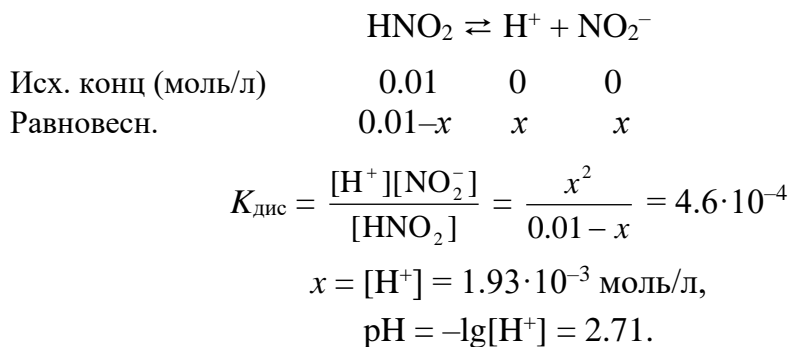 HNO₂ ⇄ H⁺ + NO₂⁻
Исх. конц (моль/л) 0.01 0 0
Равновесн. 0.01–x x x
Kдис = [H⁺][NO₂⁻] / [HNO₂] = x² / (0.01 – x) = 4.6·10⁻⁴
x = [H⁺] = 1.93·10⁻³ моль/л,
pH = –lg[H⁺] = 2.71.